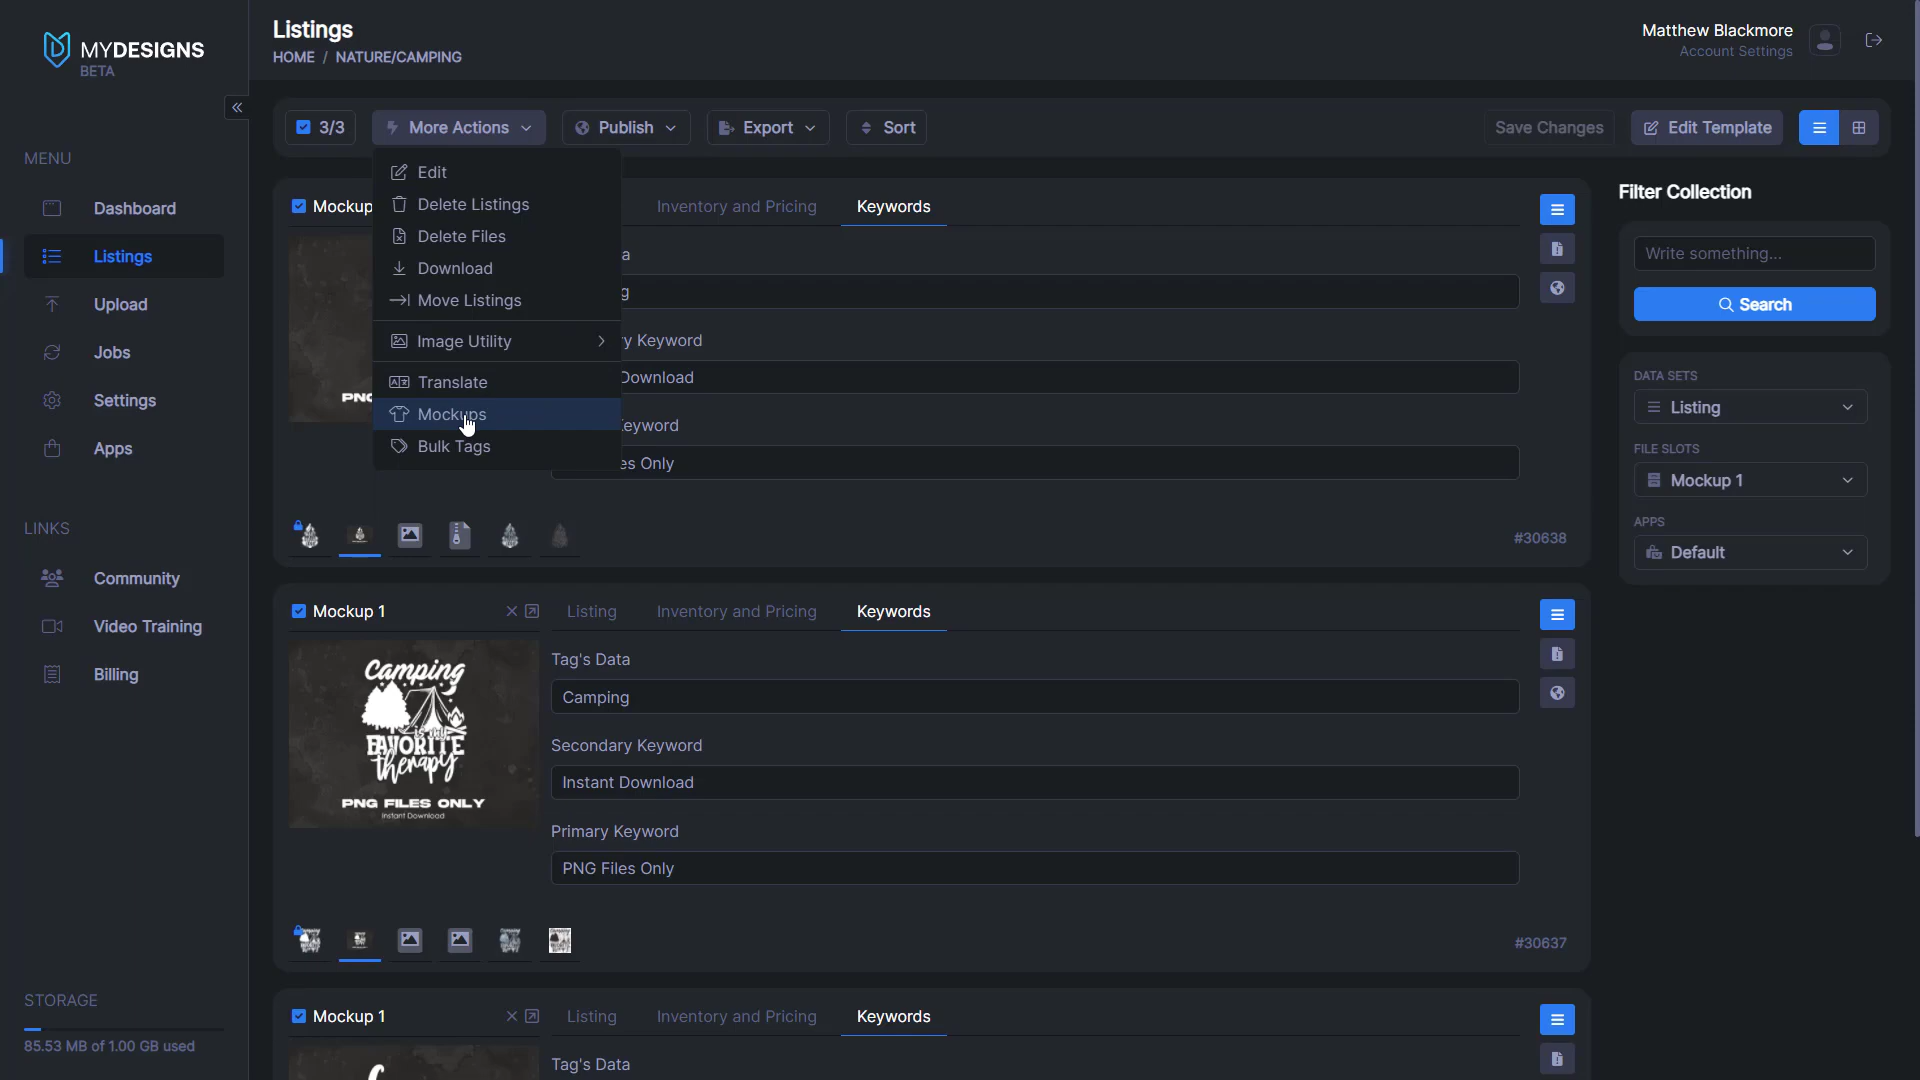 MYDESIGNS
BETA
MENU
Dashboard
Listings
Upload
Jobs
Settings
Apps
LINKS
Community
Video Training
Billing
STORAGE
85.53 MB of 1.00 GB used
Listings
HOME / NATURE/CAMPING
Matthew Blackmore
Account Settings
3/3
More Actions
Publish
Export
Sort
Save Changes
Edit Template
Edit
Delete Listings
Delete Files
Download
Move Listings
Image Utility
Translate
Mockups
Bulk Tags
Mockup
Inventory and Pricing
Keywords
a
g
y Keyword
Download
eyword
es Only
PNG
#30638
Mockup 1
Listing
Inventory and Pricing
Keywords
Camping
is my
FAVORITE
therapy
PNG FILES ONLY
Instant Download
Tag's Data
Camping
Secondary Keyword
Instant Download
Primary Keyword
PNG Files Only
#30637
Mockup 1
Listing
Inventory and Pricing
Keywords
Tag's Data
Filter Collection
Write something...
Search
DATA SETS
Listing
FILE SLOTS
Mockup 1
APPS
Default